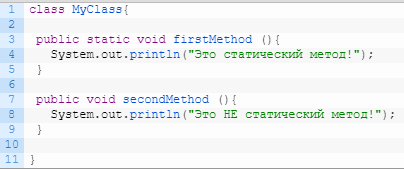 1 class MyClass{
2
3 public static void firstMethod (){
4 System.out.println("Это статический метод!");
5 }
6
7 public void secondMethod (){
8 System.out.println("Это НЕ статический метод!");
9 }
10
11 }